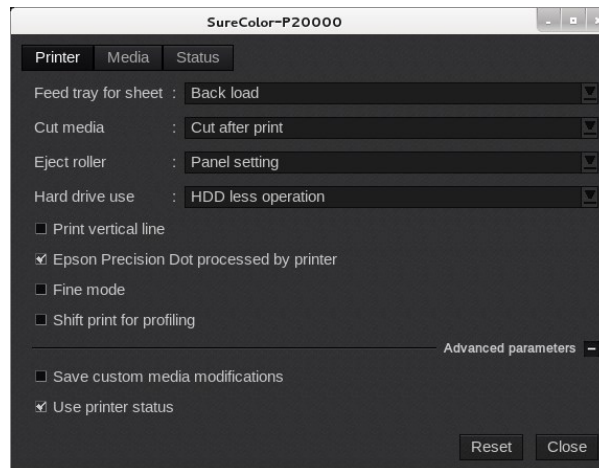 SureColor-P20000
Printer Media Status
Feed tray for sheet : Back load
Cut media : Cut after print
Eject roller : Panel setting
Hard drive use : HDD less operation
Print vertical line
Epson Precision Dot processed by printer
Fine mode
Shift print for profiling
Advanced parameters
Save custom media modifications
Use printer status
Reset Close